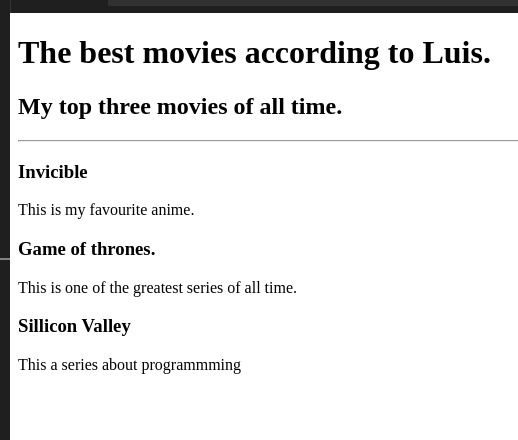 The best movies according to Luis.
My top three movies of all time.
Invicible
This is my favourite anime.
Game of thrones.
This is one of the greatest series of all time.
Sillicon Valley
This a series about programmming